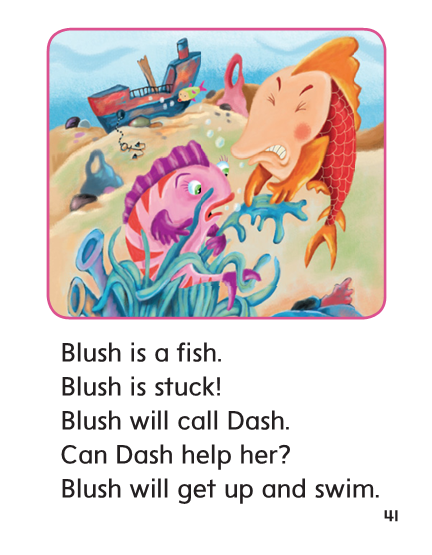 Blush is a fish.
Blush is stuck!
Blush will call Dash.
Can Dash help her?
Blush will get up and swim.
41